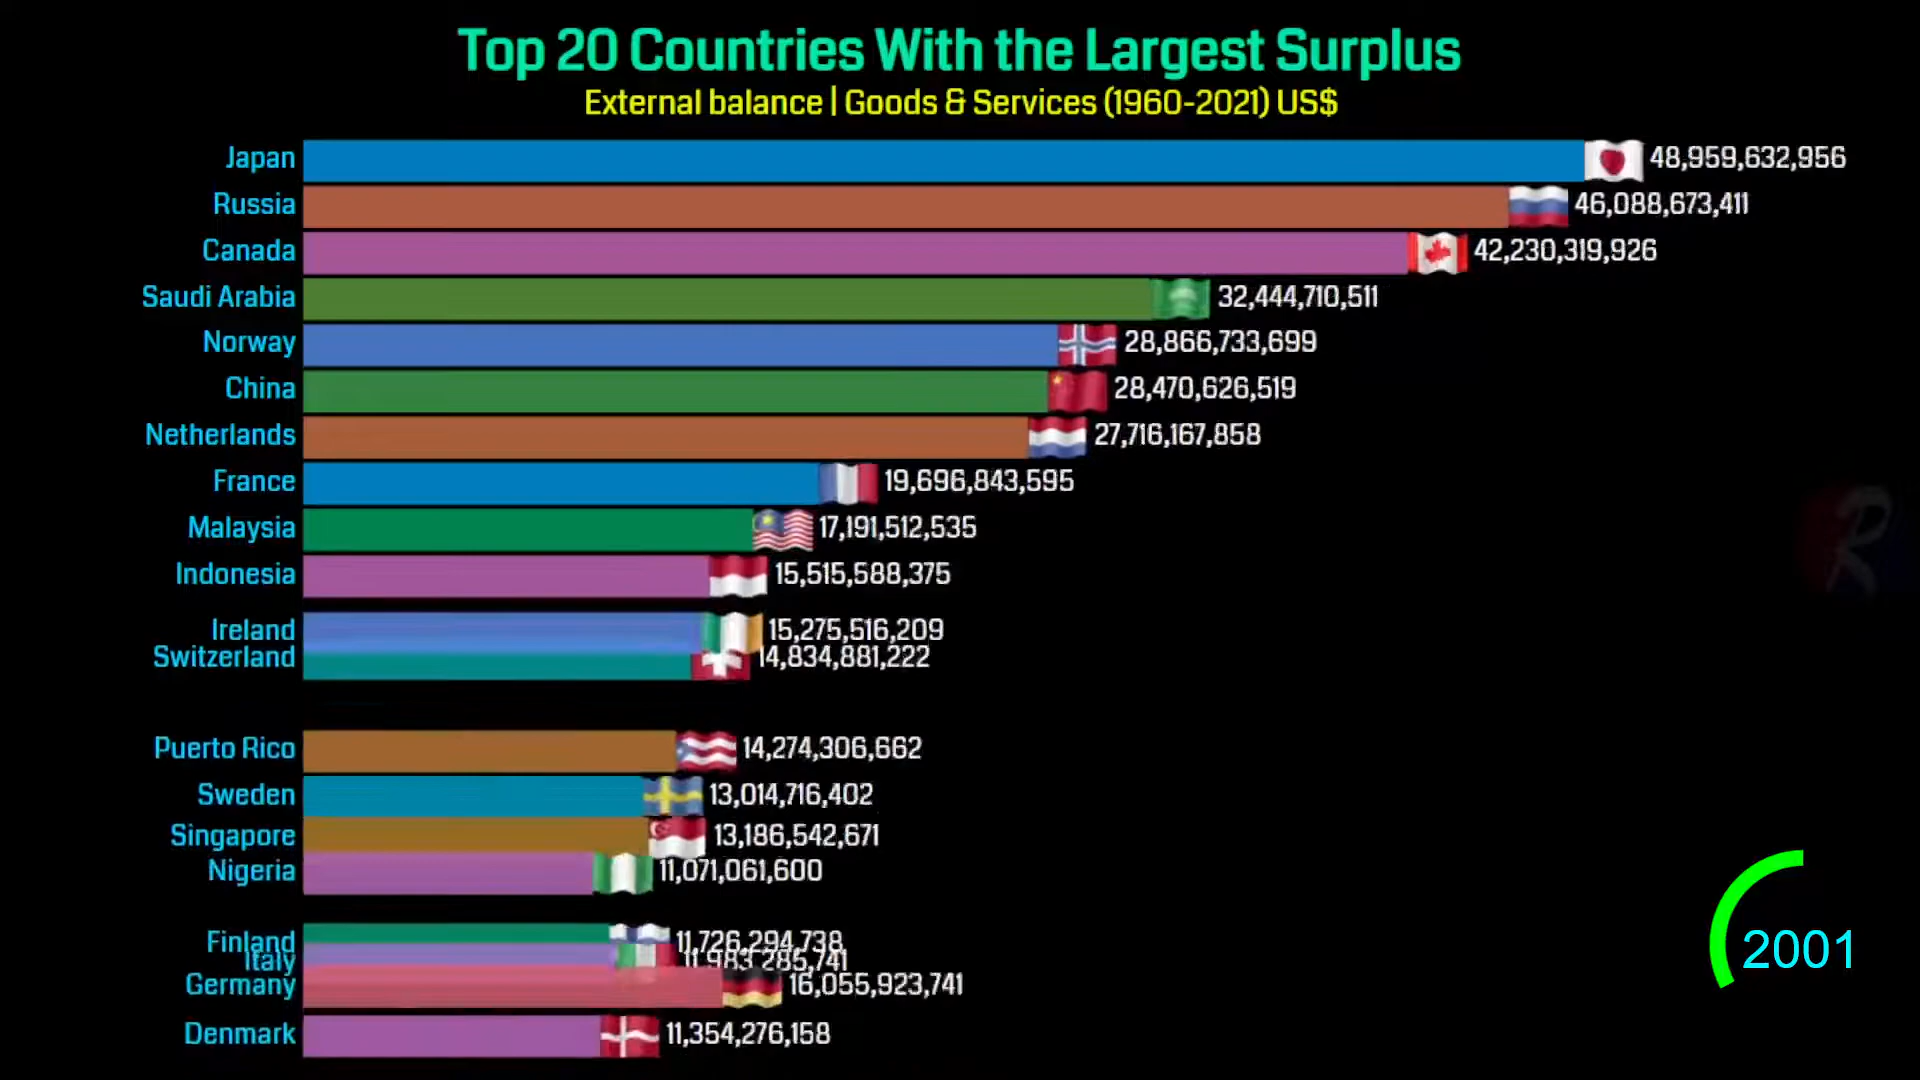 Top 20 Countries With the Largest Surplus
External balance | Goods & Services (1960-2021) US$
Japan 48,959,632,956
Russia 46,088,673,411
Canada 42,230,319,926
Saudi Arabia 32,444,710,511
Norway 28,866,733,699
China 28,470,626,519
Netherlands 27,716,167,858
France 19,696,843,595
Malaysia 17,191,512,535
Indonesia 15,515,588,375
Ireland 15,275,516,209
Switzerland 14,834,881,222
Puerto Rico 14,274,306,662
Sweden 13,014,716,402
Singapore 13,186,542,671
Nigeria 11,071,061,600
Finland 11,726,294,738
Italy 11,983,285,741
Germany 16,055,923,741
Denmark 11,354,276,158
R
2001